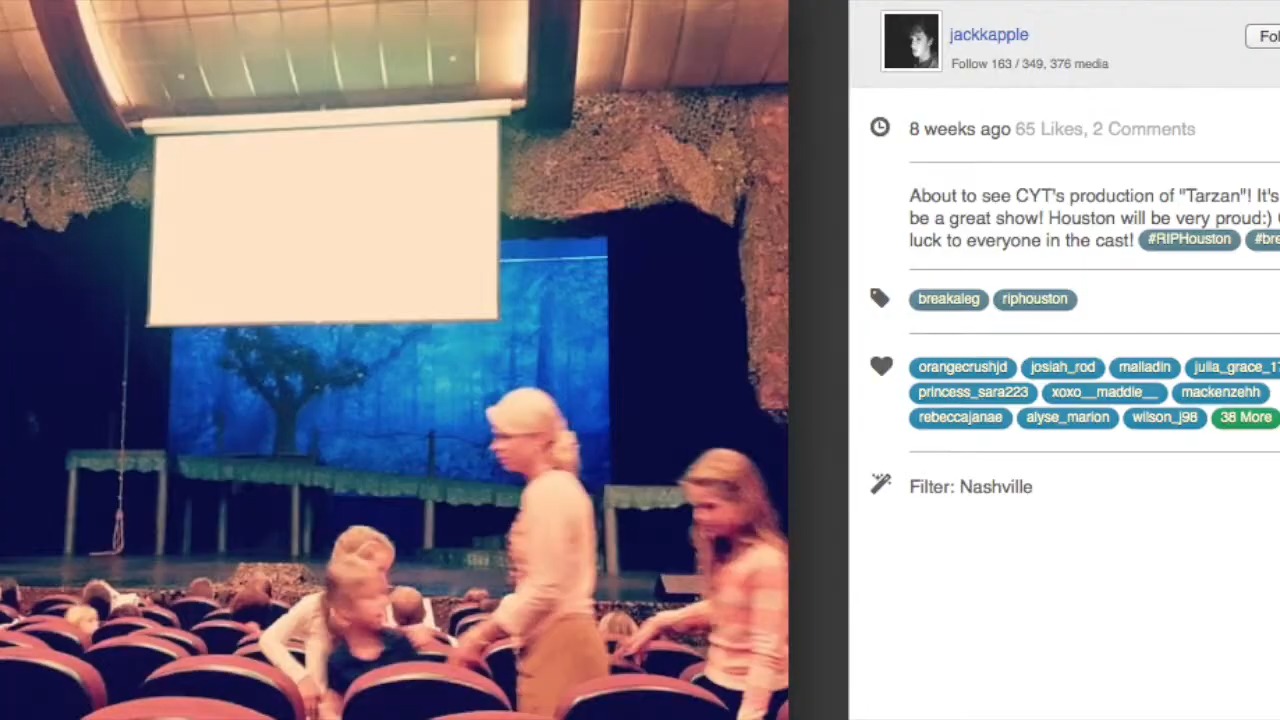 jackkapple
Follow 163 / 349, 376 media
8 weeks ago 65 Likes, 2 Comments
About to see CYT's production of "Tarzan"! It's
be a great show! Houston will be very proud:)
luck to everyone in the cast! #RIPHouston #bre
breakaleg riphouston
orangecrushjd josiah_rod malladin julia_grace_1
princess_sara223 xoxo__maddie__ mackenzehh
rebeccajanae alyse_marion wilson_j98 38 More
Filter: Nashville